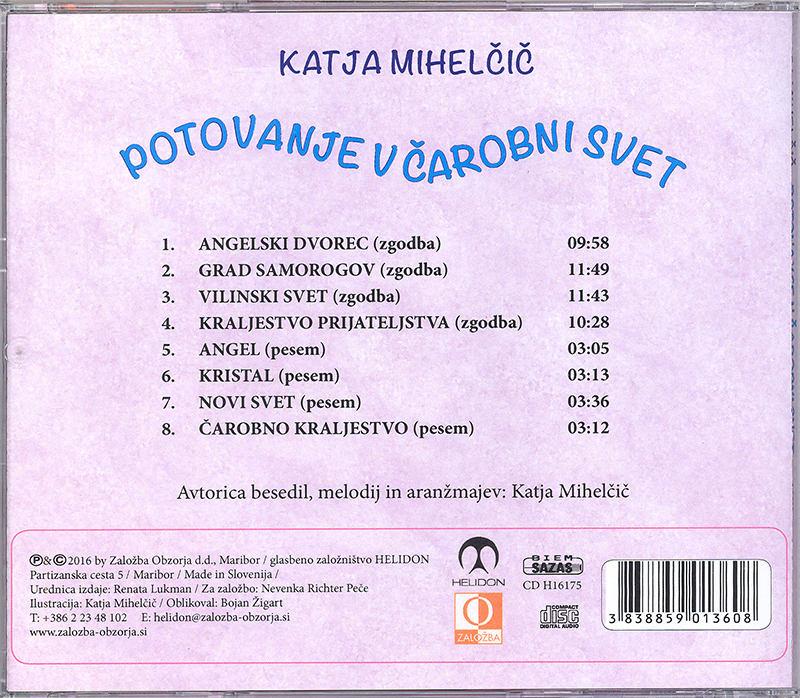 KATJA MIHELČIČ
POTOVANJE V ČAROBNI SVET
1. ANGELSKI DVOREC (zgodba) 09:58
2. GRAD SAMOROGOV (zgodba) 11:49
3. VILINSKI SVET (zgodba) 11:43
4. KRALJESTVO PRIJATELJSTVA (zgodba) 10:28
5. ANGEL (pesem) 03:05
6. KRISTAL (pesem) 03:13
7. NOVI SVET (pesem) 03:36
8. ČAROBNO KRALJESTVO (pesem) 03:12
Avtorica besedil, melodij in aranžmajev: Katja Mihelčič
Ⓟ&©2016 by Založba Obzorja d.d., Maribor / glasbeno založništvo HELIDON
Partizanska cesta 5 / Maribor / Made in Slovenija /
Urednica izdaje: Renata Lukman / Za založbo: Nevenka Richter Peče
Ilustracija: Katja Mihelčič / Oblikoval: Bojan Žigart
T: +386 2 23 48 102 E: helidon@zalozba-obzorja.si
www.zalozba-obzorja.si
HELIDON
ZALOŽBA
BIEM
SAZAS
CD H16175
COMPACT
disc
DIGITAL AUDIO
3 838859 013608